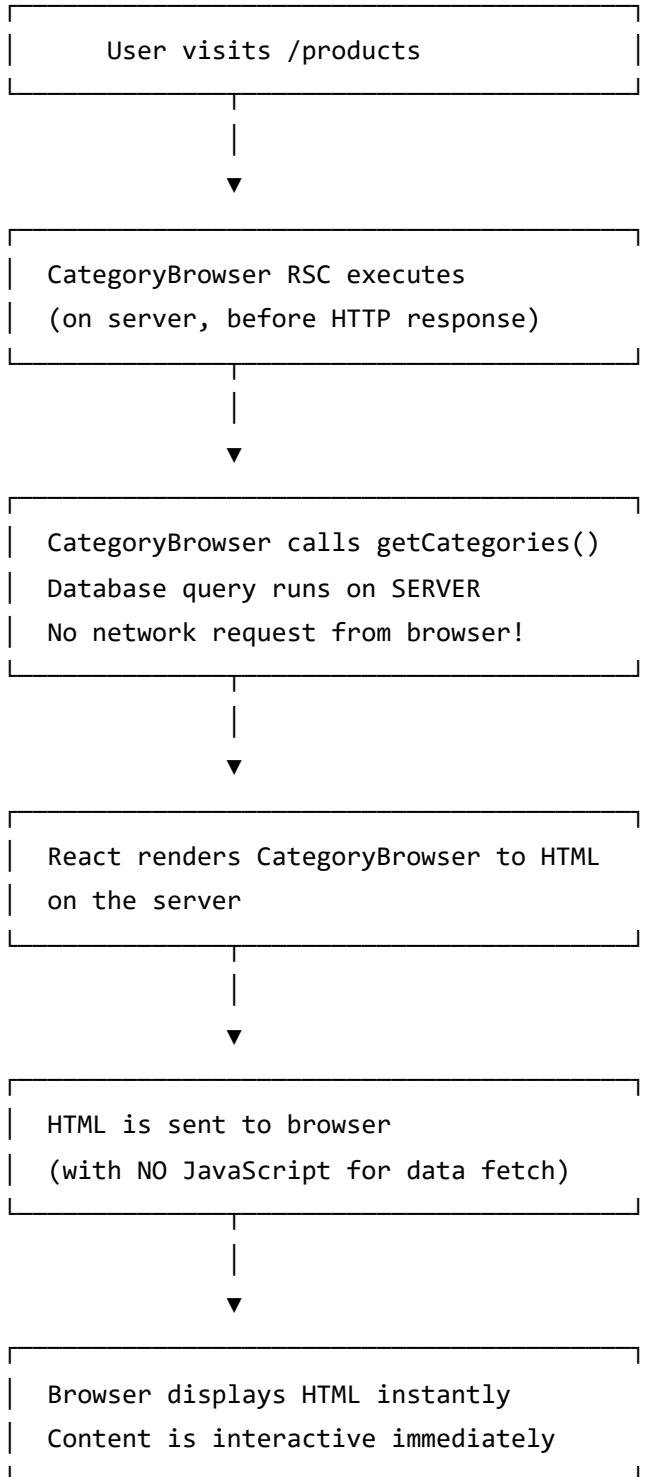 User visits /products
CategoryBrowser RSC executes
(on server, before HTTP response)
CategoryBrowser calls getCategories()
Database query runs on SERVER
No network request from browser!
React renders CategoryBrowser to HTML
on the server
HTML is sent to browser
(with NO JavaScript for data fetch)
Browser displays HTML instantly
Content is interactive immediately